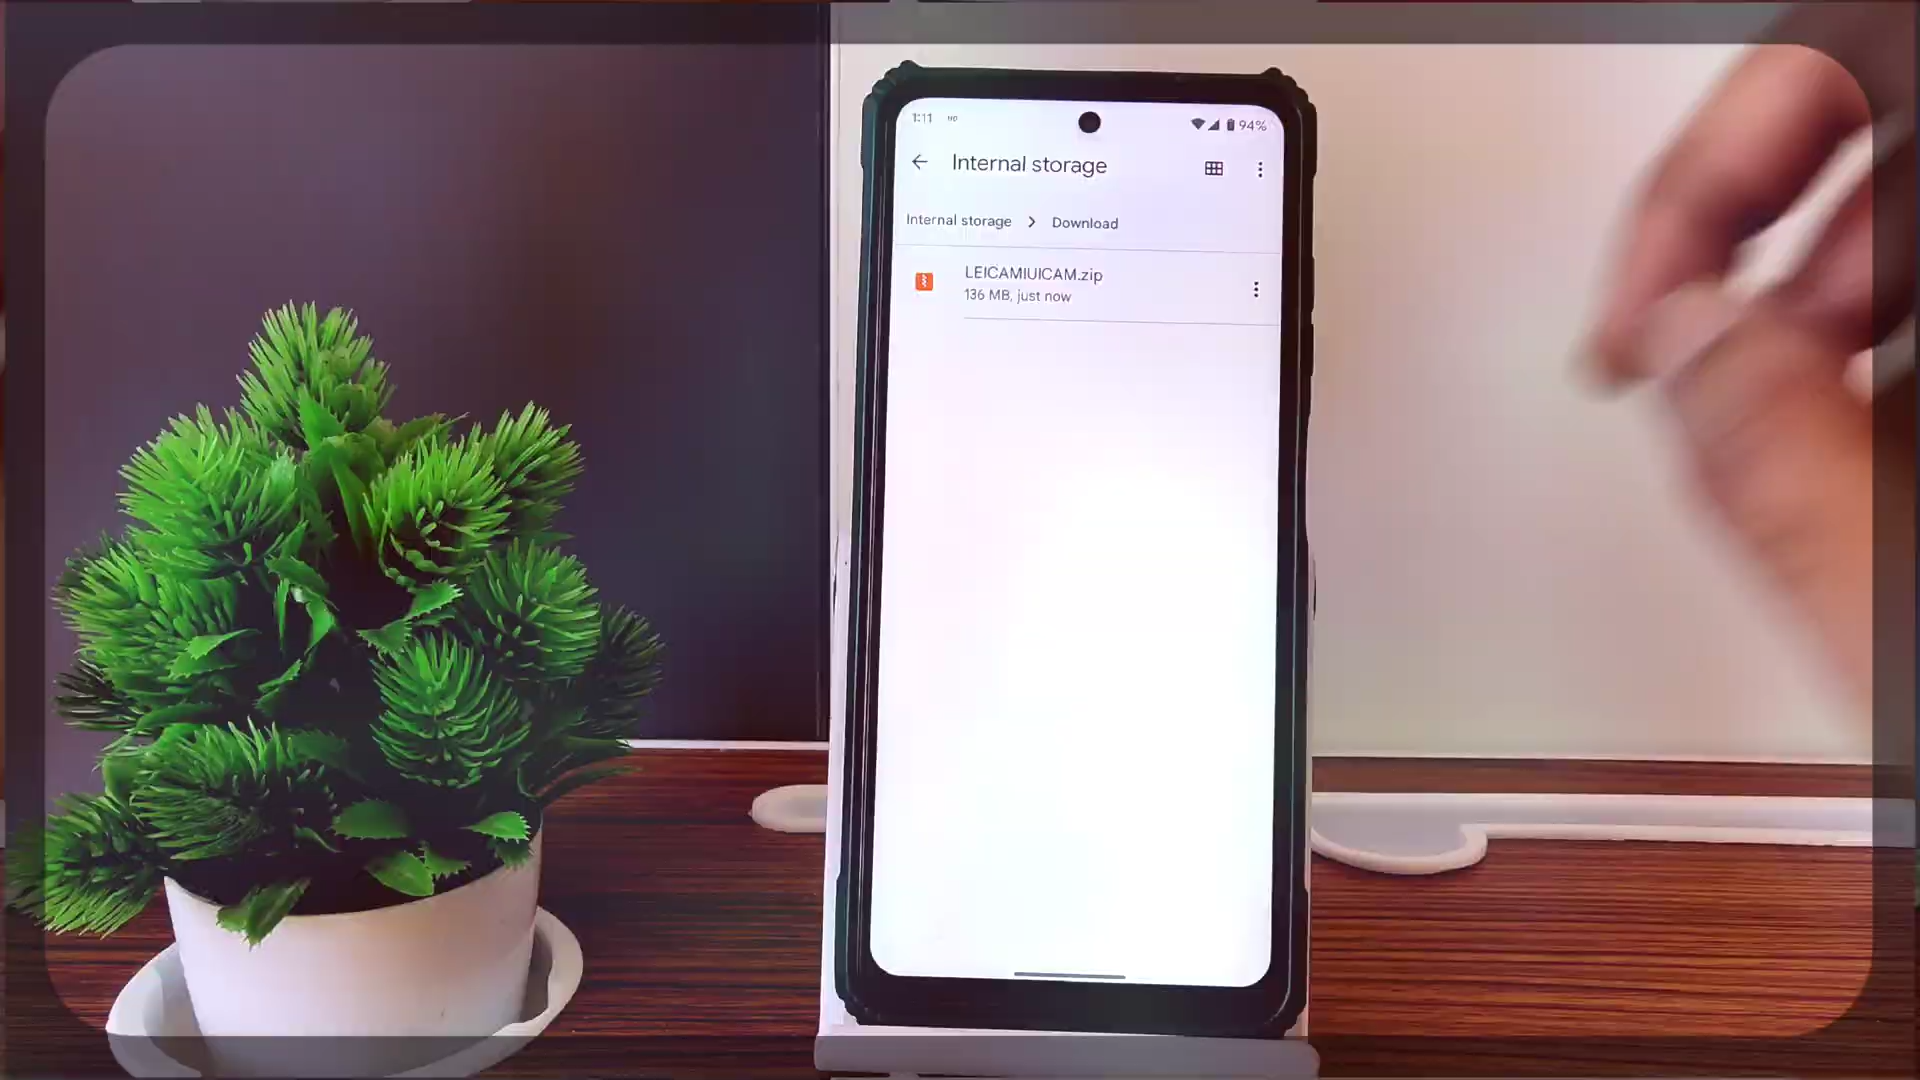 1:11
94%
Internal storage
Internal storage > Download
LEICAMIUICAM.zip
136 MB, just now